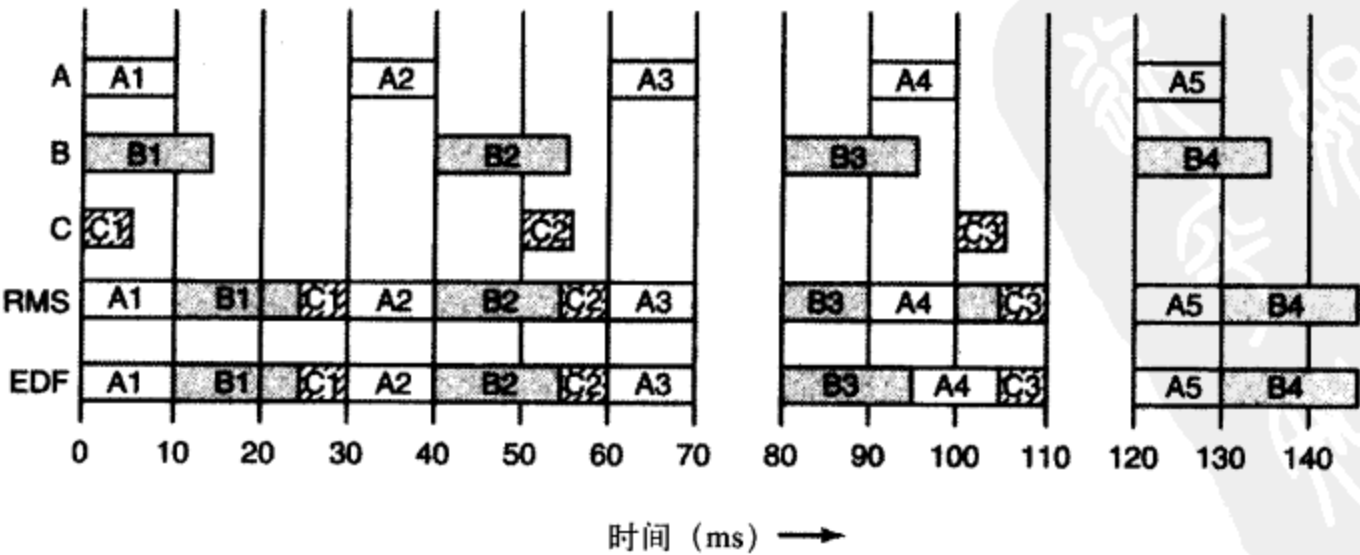 A A1 A2 A3 A4 A5
B B1 B2 B3 B4
C C1 C2 C3
RMS A1 B1 C1 A2 B2 C2 A3 B3 A4 C3 A5 B4
EDF A1 B1 C1 A2 B2 C2 A3 B3 A4 C3 A5 B4
0 10 20 30 40 50 60 70 80 90 100 110 120 130 140
时间（ms）